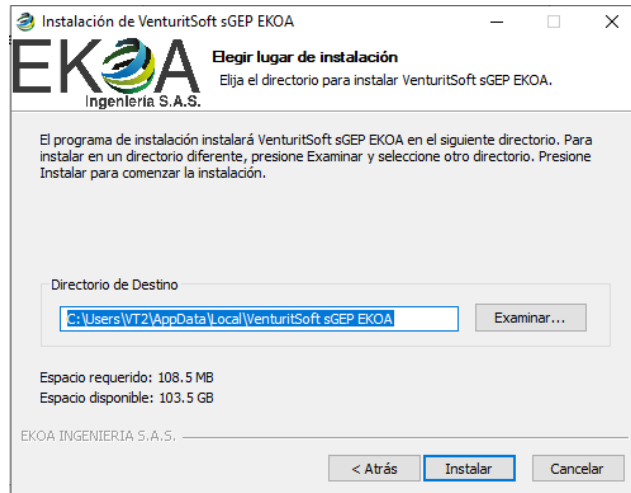 Instalación de VenturitSoft sGEP EKOA
EKOA
Ingeniería S.A.S.
Elegir lugar de instalación
Elija el directorio para instalar VenturitSoft sGEP EKOA.
El programa de instalación instalará VenturitSoft sGEP EKOA en el siguiente directorio. Para
instalar en un directorio diferente, presione Examinar y seleccione otro directorio. Presione
Instalar para comenzar la instalación.
Directorio de Destino
C:\Users\VT2\AppData\Local\VenturitSoft sGEP EKOA
Examinar...
Espacio requerido: 108.5 MB
Espacio disponible: 103.5 GB
EKOA INGENIERIA S.A.S.
< Atrás
Instalar
Cancelar